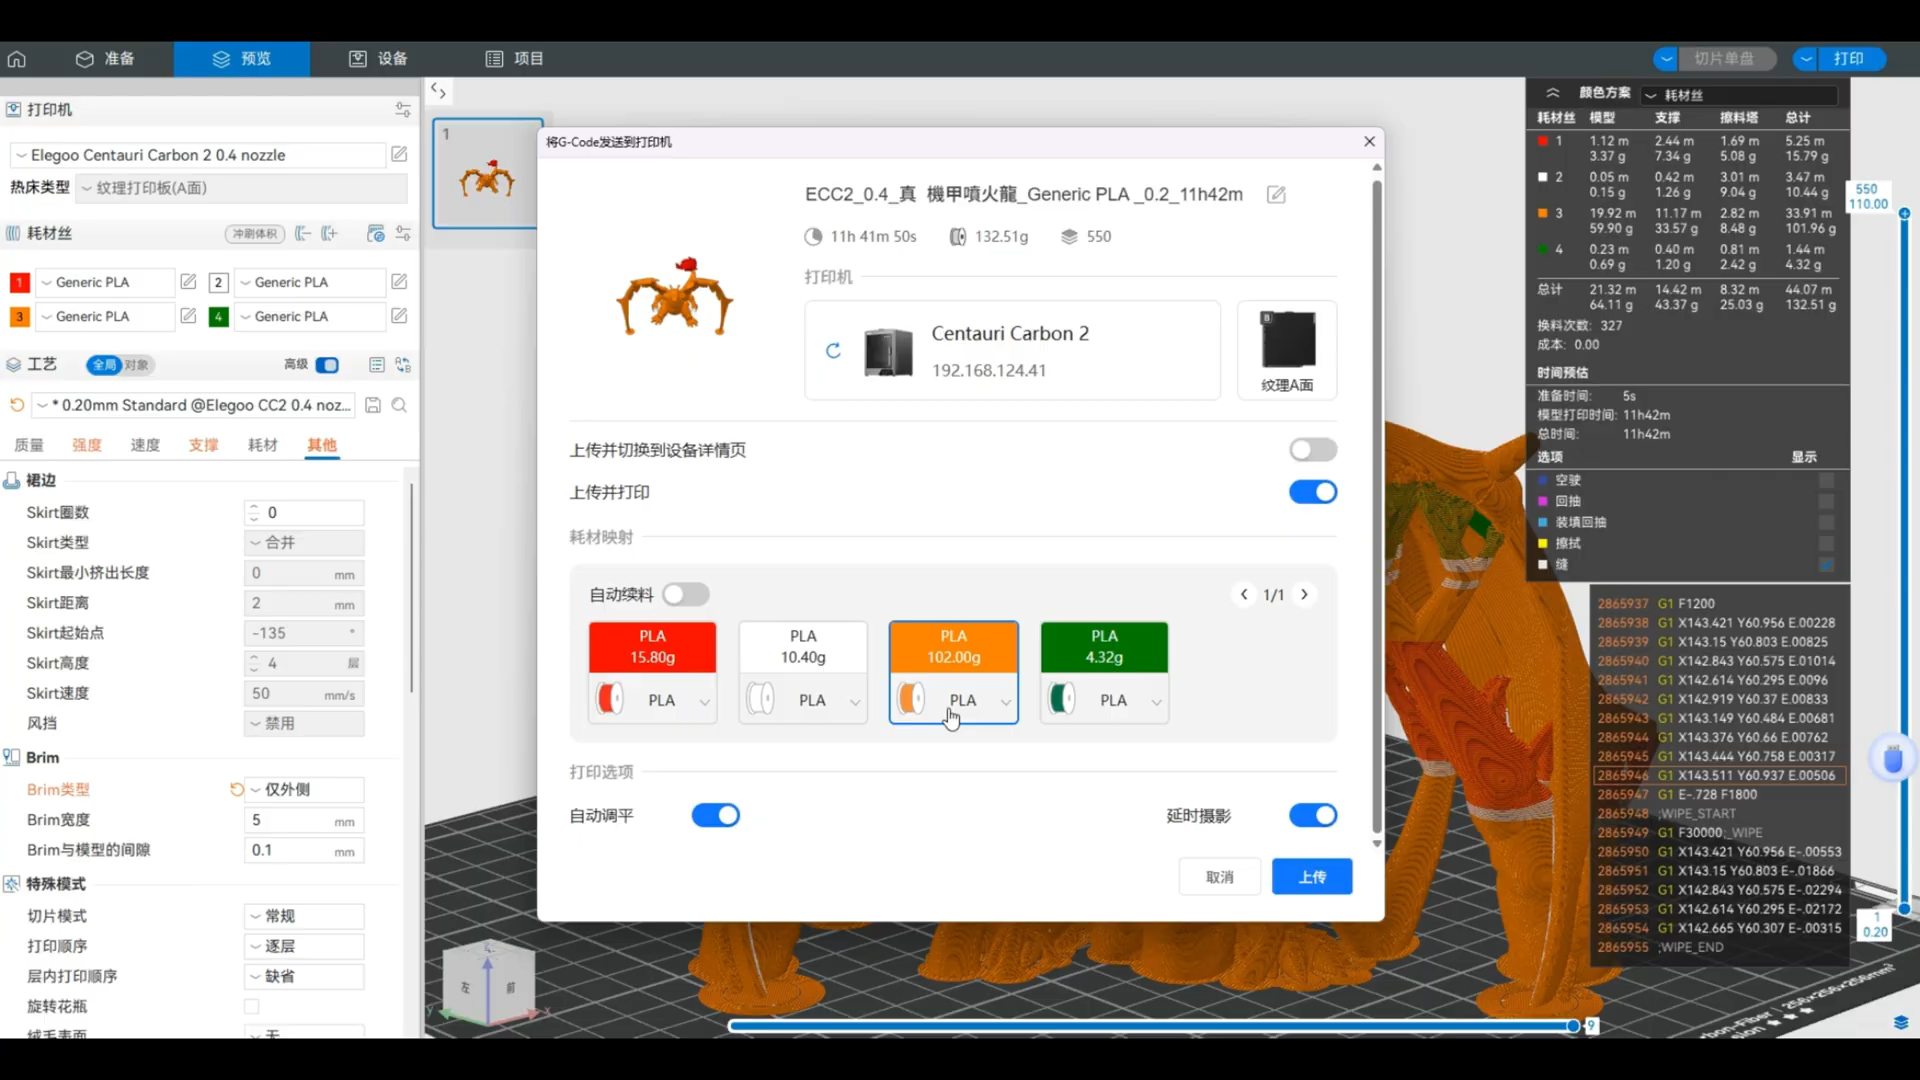 准备
预览
设备
项目
切片单盘
打印
打印机
Elegoo Centauri Carbon 2 0.4 nozzle
热床类型
纹理打印板(A面)
耗材丝
冲刷体积
1 Generic PLA
2 Generic PLA
3 Generic PLA
4 Generic PLA
工艺
全局 对象
高级
* 0.20mm Standard @Elegoo CC2 0.4 noz...
质量 强度 速度 支撑 耗材 其他
裙边
Skirt圈数 0
Skirt类型 合并
Skirt最小挤出长度 0 mm
Skirt距离 2 mm
Skirt起始点 -135 °
Skirt高度 4 层
Skirt速度 50 mm/s
风挡 禁用
Brim
Brim类型 仅外侧
Brim宽度 5 mm
Brim与模型的间隙 0.1 mm
特殊模式
切片模式 常规
打印顺序 逐层
层内打印顺序 缺省
旋转花瓶
绒毛表面 无
1
将G-Code发送到打印机
ECC2_0.4_真 機甲噴火龍_Generic PLA _0.2_11h42m
11h 41m 50s 132.51g 550
打印机
Centauri Carbon 2
192.168.124.41
B
纹理A面
上传并切换到设备详情页
上传并打印
耗材映射
自动续料
1/1
PLA 15.80g
PLA 10.40g
PLA 102.00g
PLA 4.32g
PLA PLA PLA PLA
打印选项
自动调平
延时摄影
取消
上传
左 前
9
颜色方案 耗材丝
耗材丝 模型 支撑 擦料塔 总计
1 1.12 m 2.44 m 1.69 m 5.25 m
3.37 g 7.34 g 5.08 g 15.79 g
2 0.05 m 0.42 m 3.01 m 3.47 m
0.15 g 1.26 g 9.04 g 10.44 g
3 19.92 m 11.17 m 2.82 m 33.91 m
59.90 g 33.57 g 8.48 g 101.96 g
4 0.23 m 0.40 m 0.81 m 1.44 m
0.69 g 1.20 g 2.42 g 4.32 g
总计 21.32 m 14.42 m 8.32 m 44.07 m
64.11 g 43.37 g 25.03 g 132.51 g
换料次数: 327
成本: 0.00
时间预估
准备时间: 5s
模型打印时间: 11h42m
总时间: 11h42m
选项 显示
空驶
回抽
装填回抽
擦拭
缝
550
110.00
2865937 G1 F1200
2865938 G1 X143.421 Y60.956 E.00228
2865939 G1 X143.15 Y60.803 E.00825
2865940 G1 X142.843 Y60.575 E.01014
2865941 G1 X142.614 Y60.295 E.0096
2865942 G1 X142.919 Y60.37 E.00833
2865943 G1 X143.149 Y60.484 E.00681
2865944 G1 X143.376 Y60.66 E.00762
2865945 G1 X143.444 Y60.758 E.00317
2865946 G1 X143.511 Y60.937 E.00506
2865947 G1 E-.728 F1800
2865948 ;WIPE_START
2865949 G1 F30000;_WIPE
2865950 G1 X143.421 Y60.956 E-.00553
2865951 G1 X143.15 Y60.803 E-.01866
2865952 G1 X142.843 Y60.575 E-.02294
2865953 G1 X142.614 Y60.295 E-.02172
2865954 G1 X142.665 Y60.307 E-.00315
2865955 ;WIPE_END
1
0.20
256×256×256mm³